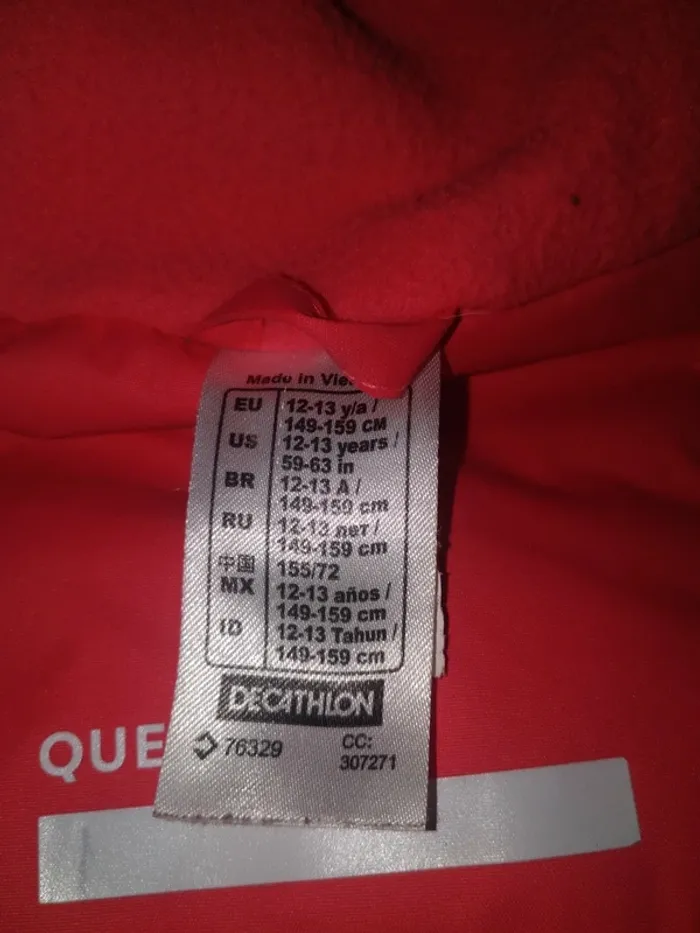 Made in Vie
EU 12-13 y/a /
149-159 CM
US 12-13 years /
59-63 in
BR 12-13 A /
149-159 cm
RU 12-13 лет /
149-159 cm
中国 155/72
MX 12-13 años /
149-159 cm
ID 12-13 Tahun /
149-159 cm
DECATHLON
76329 CC:
307271
QUE